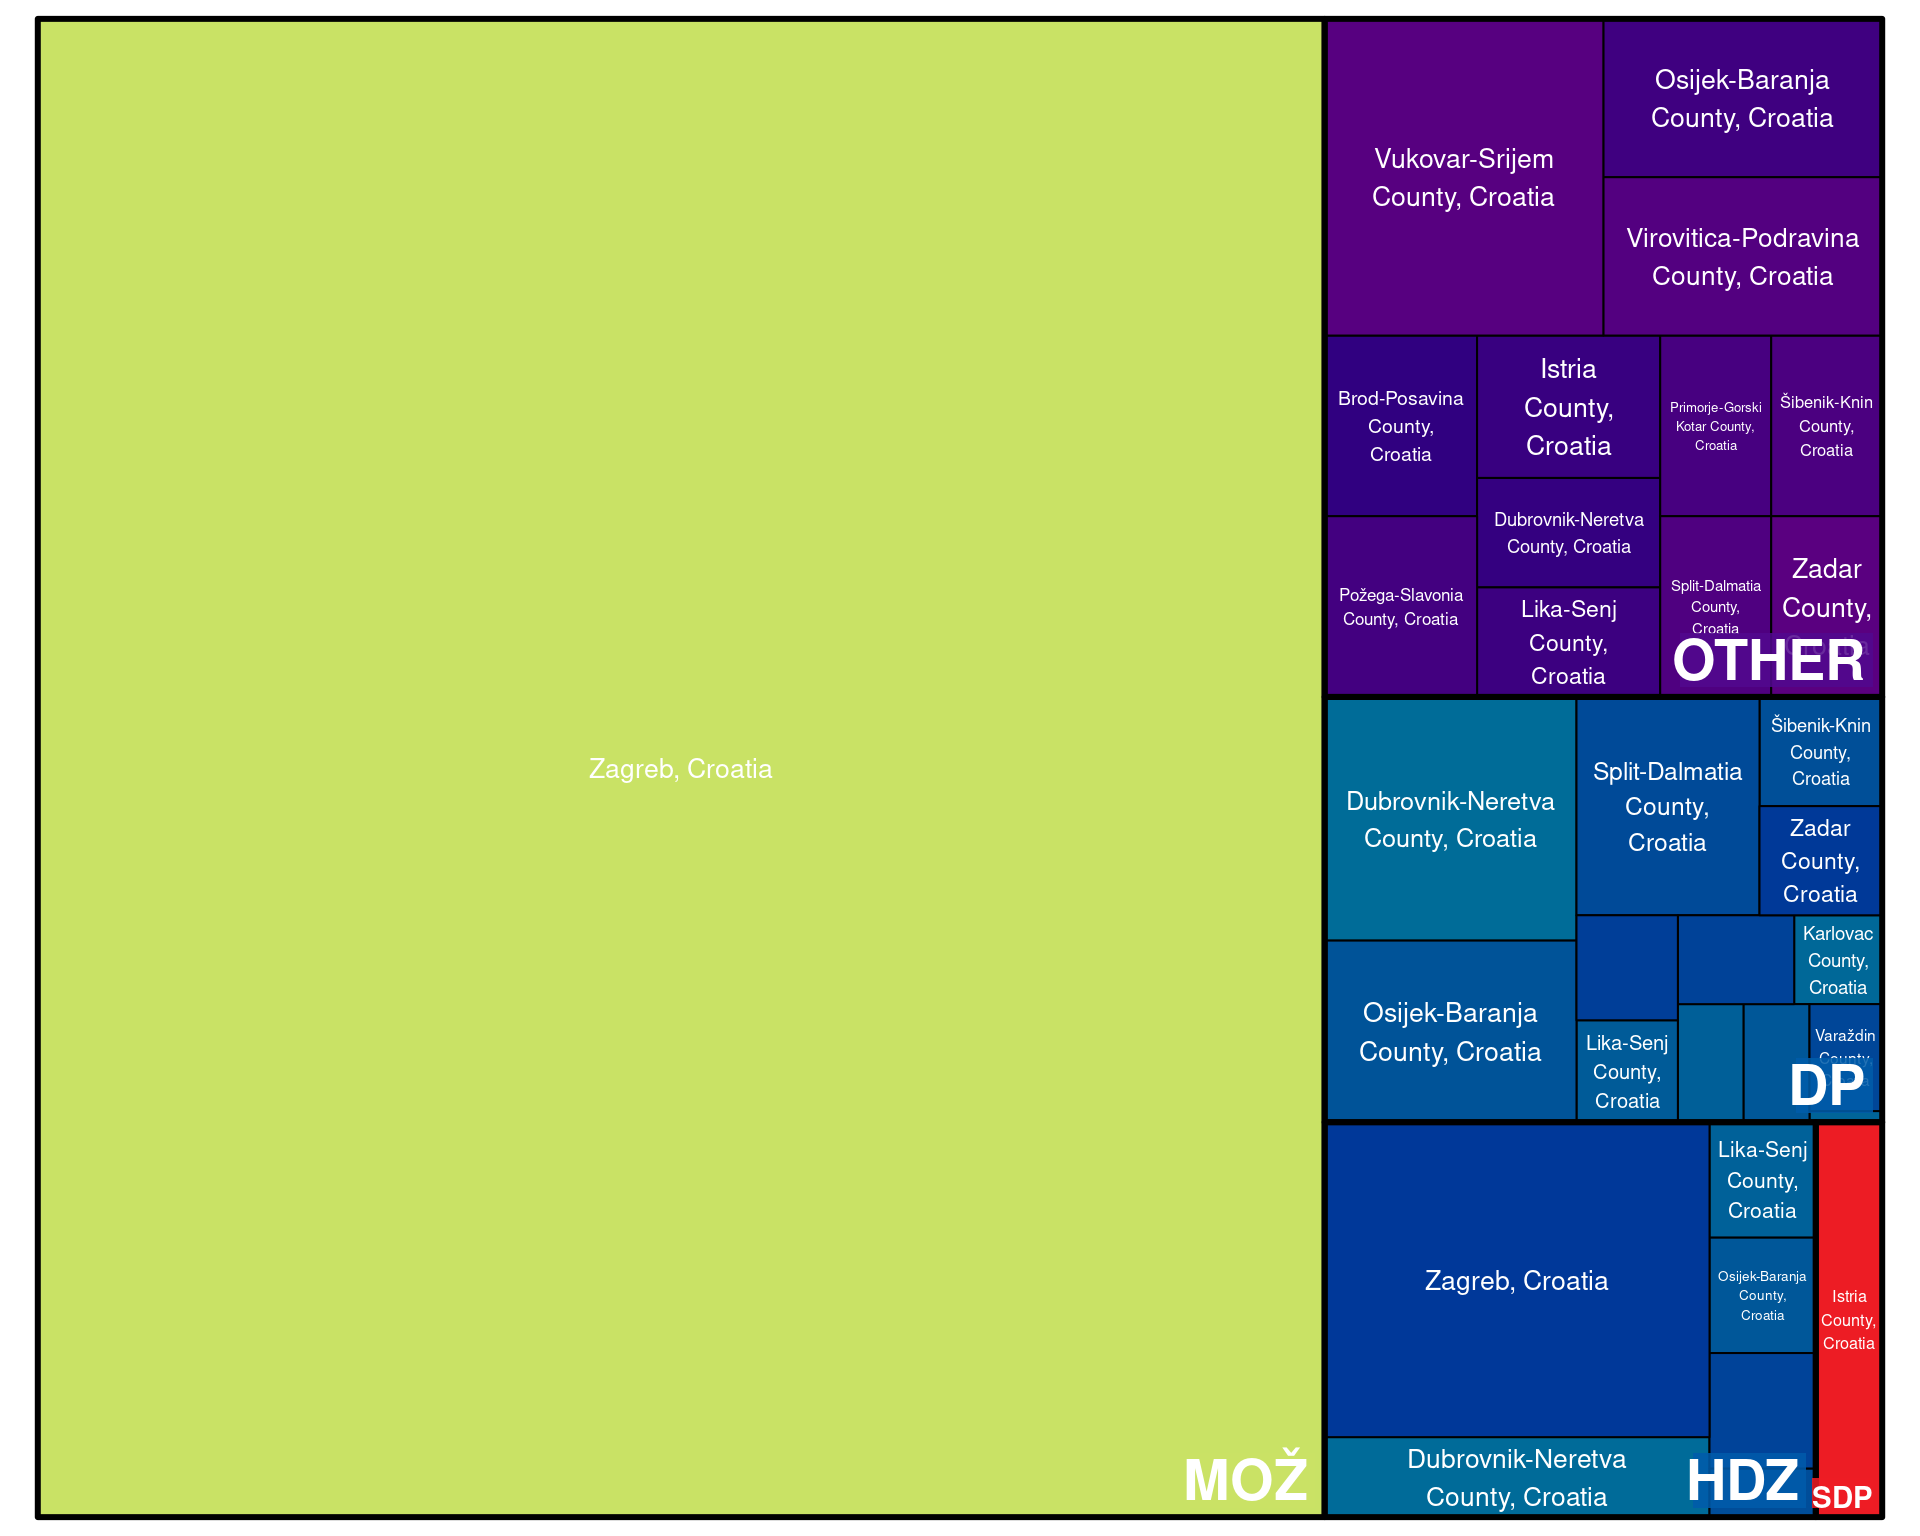 Zagreb, Croatia
MOŽ
Vukovar-Srijem
County, Croatia
Osijek-Baranja
County, Croatia
Virovitica-Podravina
County, Croatia
Brod-Posavina
County,
Croatia
Istria
County,
Croatia
Primorje-Gorski
Kotar County,
Croatia
Šibenik-Knin
County,
Croatia
Požega-Slavonia
County, Croatia
Dubrovnik-Neretva
County, Croatia
Lika-Senj
County,
Croatia
Split-Dalmatia
County,
Croatia
Zadar
County,
Croatia
OTHER
Dubrovnik-Neretva
County, Croatia
Osijek-Baranja
County, Croatia
Split-Dalmatia
County,
Croatia
Šibenik-Knin
County,
Croatia
Zadar
County,
Croatia
Karlovac
County,
Croatia
Lika-Senj
County,
Croatia
Varaždin
County,
DP
Zagreb, Croatia
Dubrovnik-Neretva
County, Croatia
Lika-Senj
County,
Croatia
Osijek-Baranja
County,
Croatia
HDZ
Istria
County,
Croatia
SDP